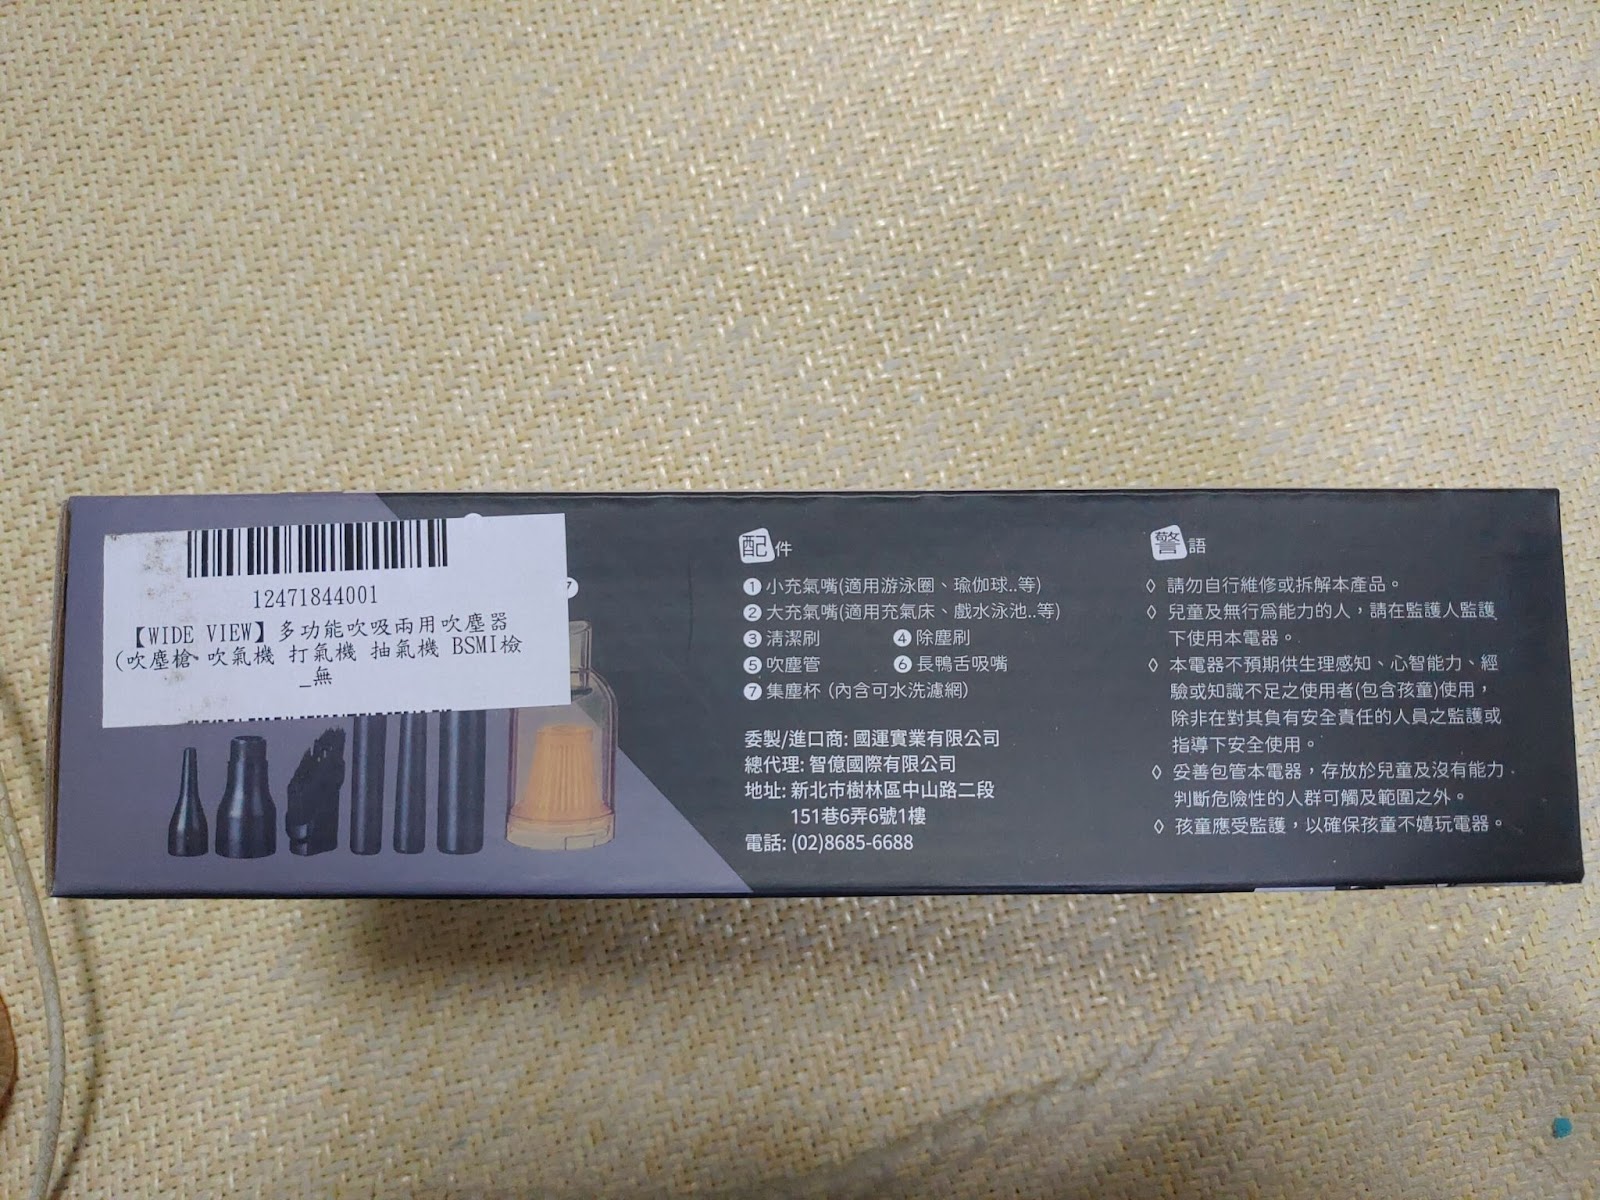 12471844001
【WIDE VIEW】多功能吹吸兩用吹塵器
(吹塵槍 吹氣機 打氣機 抽氣機 BSMI檢
_無
7
配件
①小充氣嘴(適用游泳圈、瑜伽球..等)
②大充氣嘴(適用充氣床、戲水泳池..等)
③清潔刷 ④除塵刷
⑤吹塵管 ⑥長鴨舌吸嘴
⑦集塵杯(內含可水洗濾網)
委製/進口商: 國運實業有限公司
總代理: 智億國際有限公司
地址: 新北市樹林區中山路二段
151巷6弄6號1樓
電話: (02)8685-6688
警語
◇ 請勿自行維修或拆解本產品。
◇ 兒童及無行爲能力的人，請在監護人監護
下使用本電器。
◇ 本電器不預期供生理感知、心智能力、經
驗或知識不足之使用者(包含孩童)使用，
除非在對其負有安全責任的人員之監護或
指導下安全使用。
◇ 妥善包管本電器，存放於兒童及沒有能力
判斷危險性的人群可觸及範圍之外。
◇ 孩童應受監護，以確保孩童不嬉玩電器。